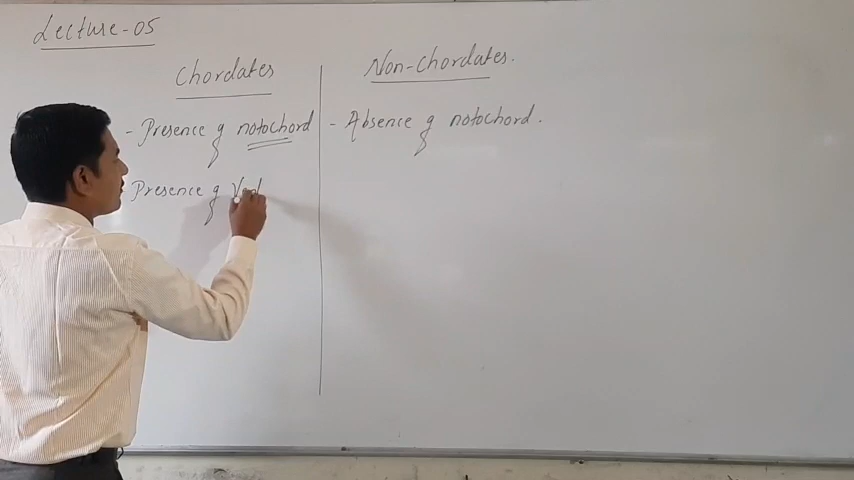 Lecture-05
Chordates
Non-Chordates.
- Presence of notochord
- Absence of notochord.
Presence of